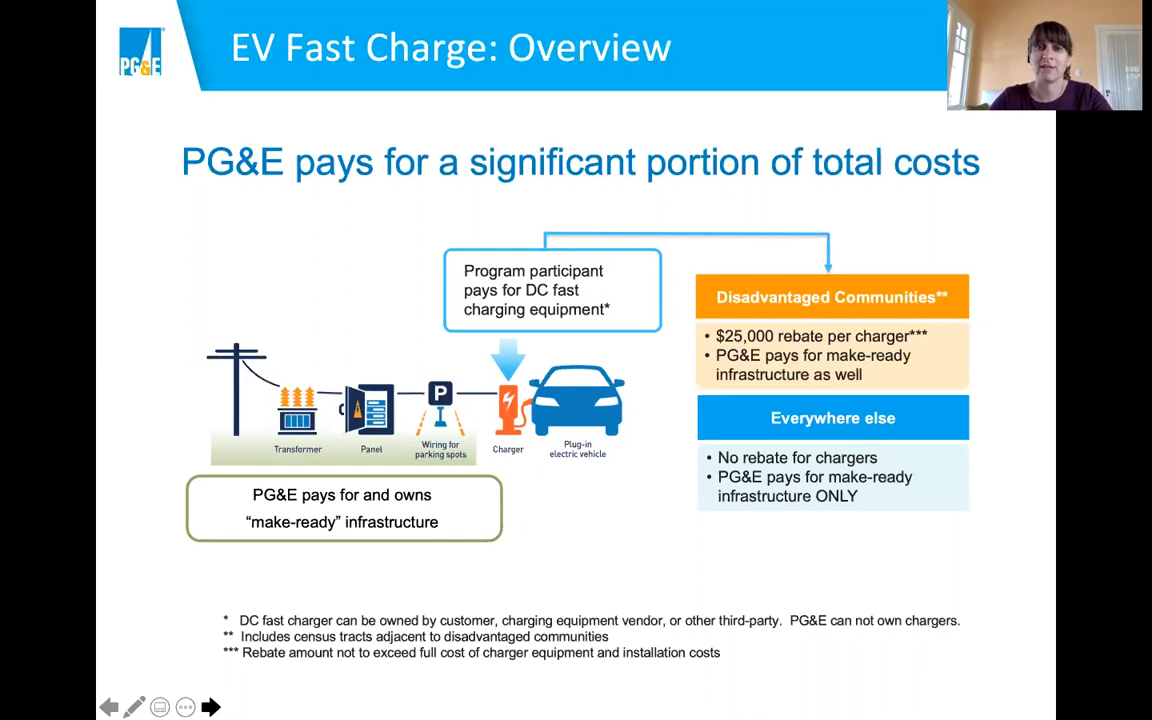 PG&E
EV Fast Charge: Overview
PG&E pays for a significant portion of total costs
Program participant
pays for DC fast
charging equipment*
Disadvantaged Communities**
• $25,000 rebate per charger***
• PG&E pays for make-ready
infrastructure as well
Everywhere else
• No rebate for chargers
• PG&E pays for make-ready
infrastructure ONLY
P
Transformer
Panel
Wiring for
parking spots
Charger
Plug-in
electric vehicle
PG&E pays for and owns
“make-ready” infrastructure
* DC fast charger can be owned by customer, charging equipment vendor, or other third-party. PG&E can not own chargers.
** Includes census tracts adjacent to disadvantaged communities
*** Rebate amount not to exceed full cost of charger equipment and installation costs